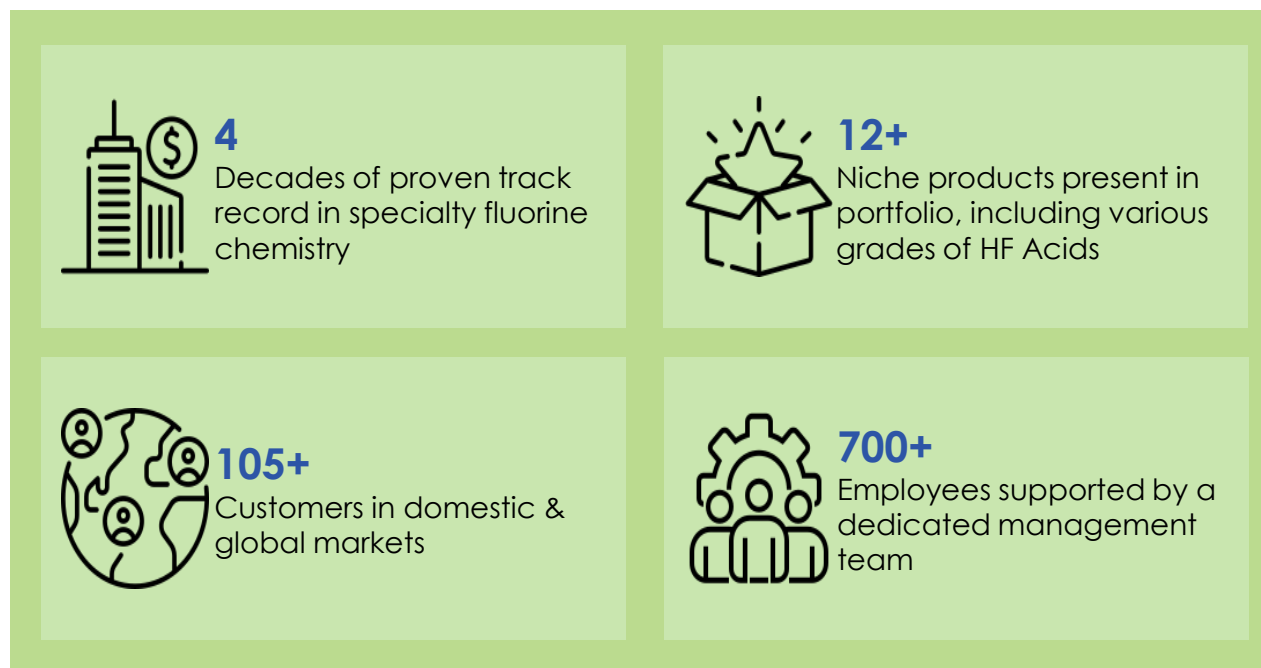 4
Decades of proven track
record in specialty fluorine
chemistry
12+
Niche products present in
portfolio, including various
grades of HF Acids
105+
Customers in domestic &
global markets
700+
Employees supported by a
dedicated management
team
$